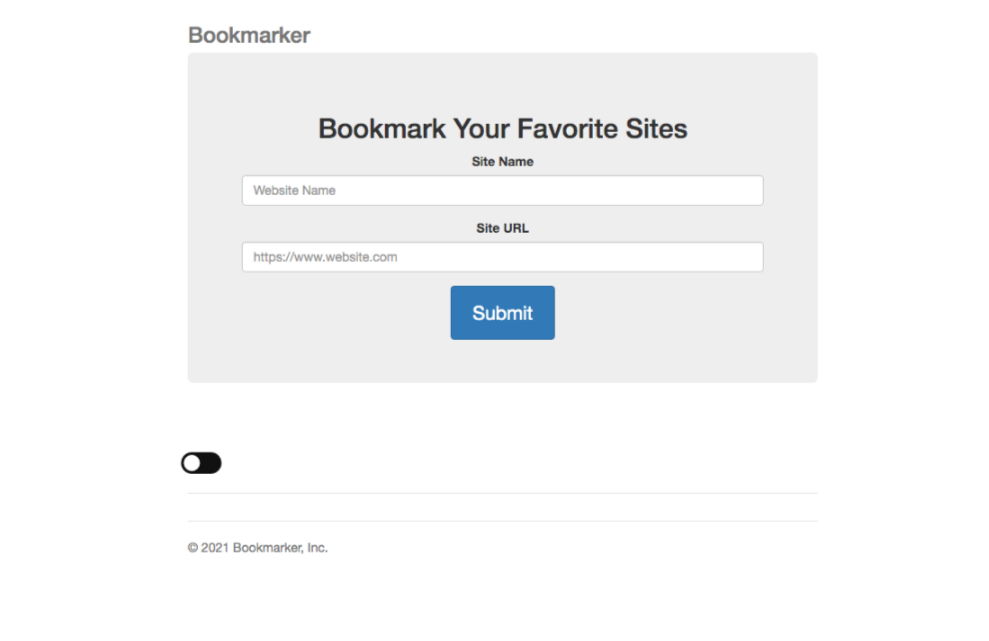 Bookmarker
Bookmark Your Favorite Sites
Site Name
Website Name
Site URL
https://www.website.com
Submit
© 2021 Bookmarker, Inc.